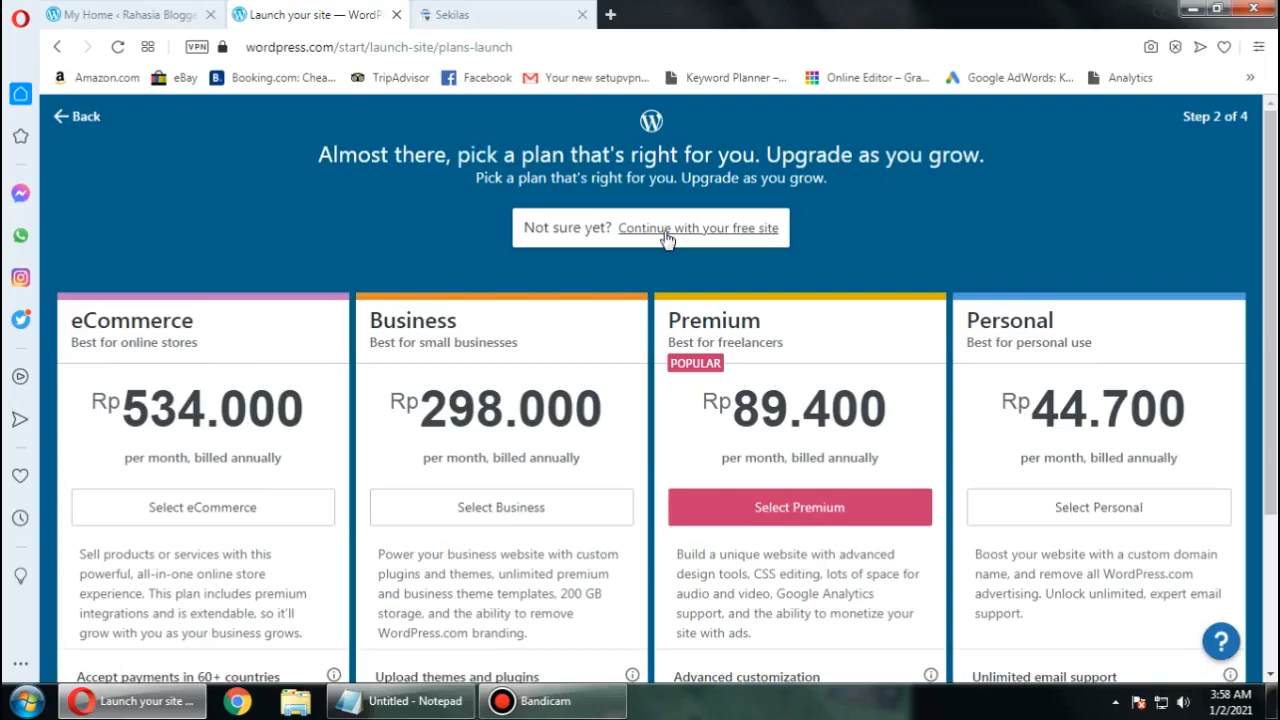 My Home ‹ Rahasia Blogge
Launch your site — WordP
Sekilas
VPN
wordpress.com/start/launch-site/plans-launch
Amazon.com
eBay
Booking.com: Chea...
TripAdvisor
Facebook
Your new setupvpn...
Keyword Planner –...
Online Editor – Gra...
Google AdWords: K...
Analytics
Back
Step 2 of 4
Almost there, pick a plan that's right for you. Upgrade as you grow.
Pick a plan that's right for you. Upgrade as you grow.
Not sure yet? Continue with your free site
eCommerce
Best for online stores
Rp534.000
per month, billed annually
Select eCommerce
Sell products or services with this
powerful, all-in-one online store
experience. This plan includes premium
integrations and is extendable, so it'll
grow with you as your business grows.
Accept payments in 60+ countries
Business
Best for small businesses
Rp298.000
per month, billed annually
Select Business
Power your business website with custom
plugins and themes, unlimited premium
and business theme templates, 200 GB
storage, and the ability to remove
WordPress.com branding.
Upload themes and plugins
Premium
Best for freelancers
POPULAR
Rp89.400
per month, billed annually
Select Premium
Build a unique website with advanced
design tools, CSS editing, lots of space for
audio and video, Google Analytics
support, and the ability to monetize your
site with ads.
Advanced customization
Personal
Best for personal use
Rp44.700
per month, billed annually
Select Personal
Boost your website with a custom domain
name, and remove all WordPress.com
advertising. Unlock unlimited, expert email
support.
Unlimited email support
Launch your site ...
Untitled - Notepad
Bandicam
3:58 AM
1/2/2021